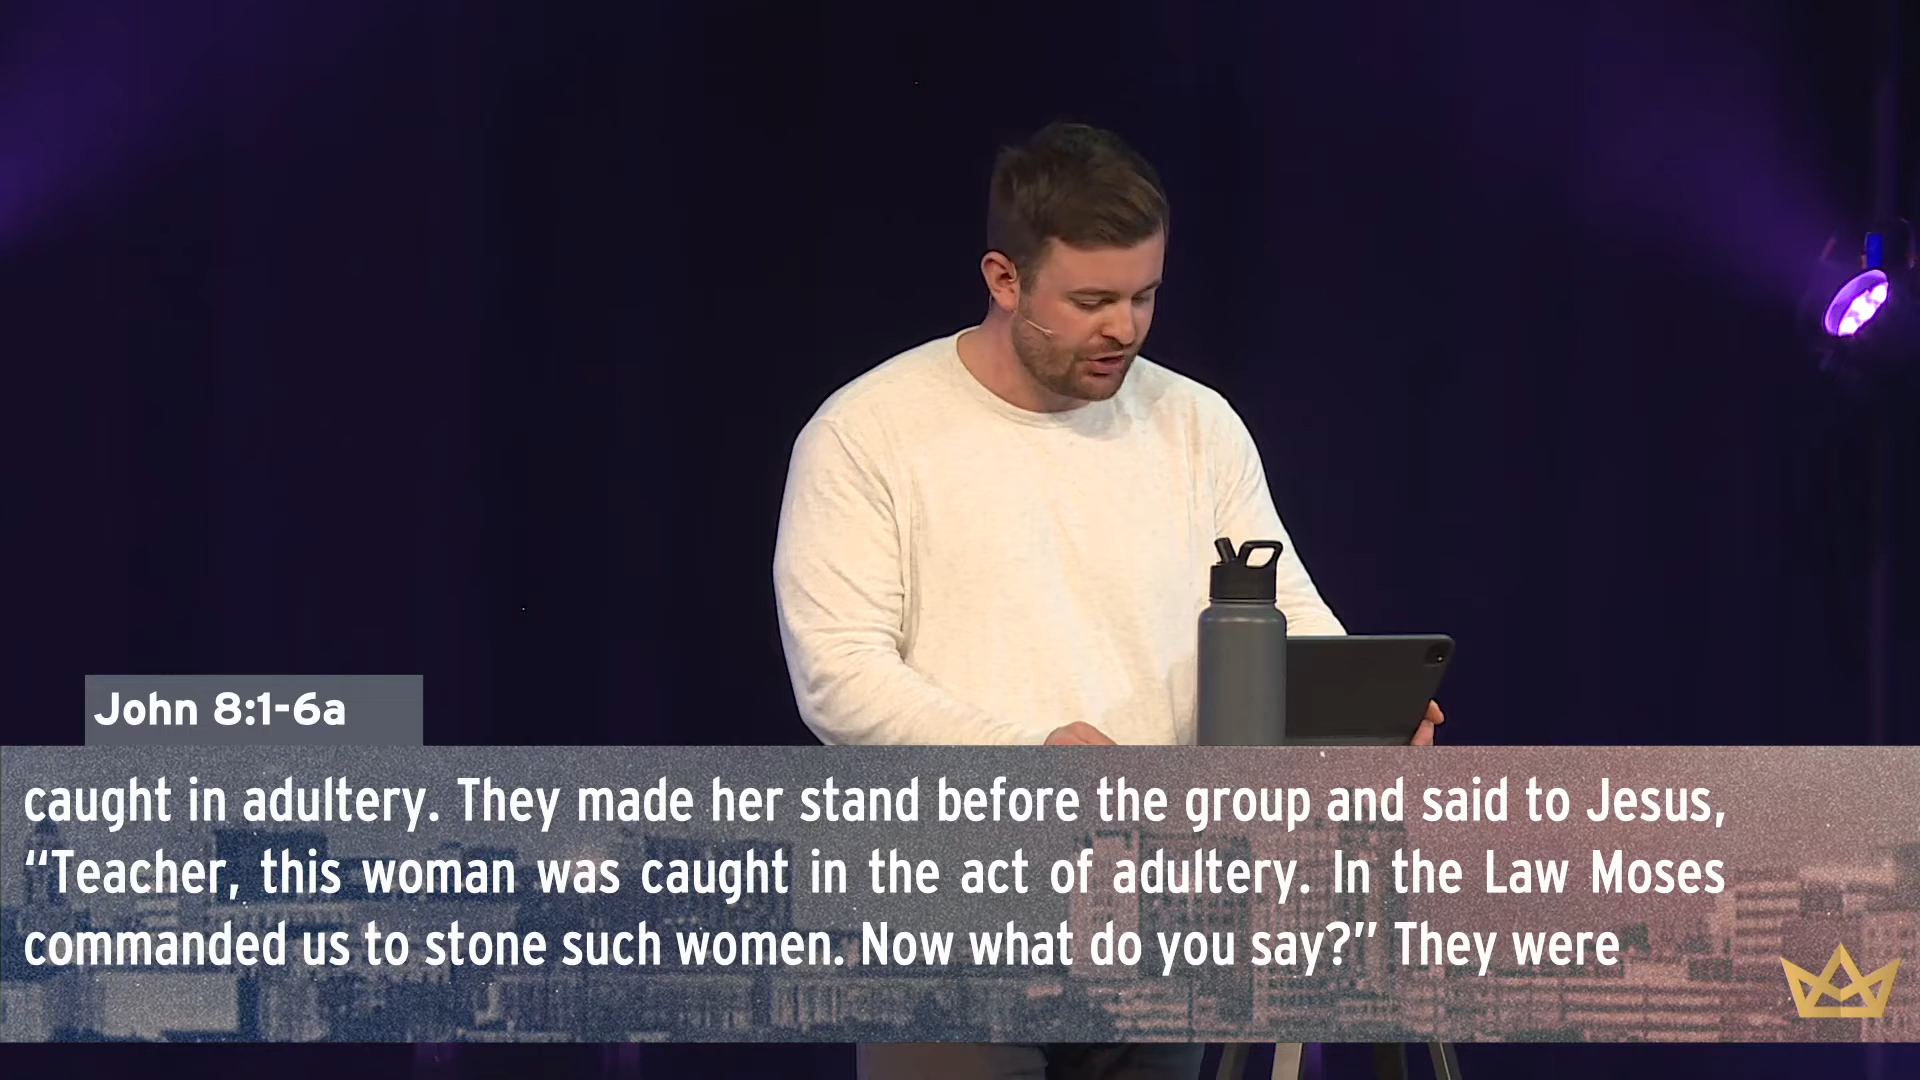 John 8:1-6a
caught in adultery. They made her stand before the group and said to Jesus,
“Teacher, this woman was caught in the act of adultery. In the Law Moses
commanded us to stone such women. Now what do you say?” They were